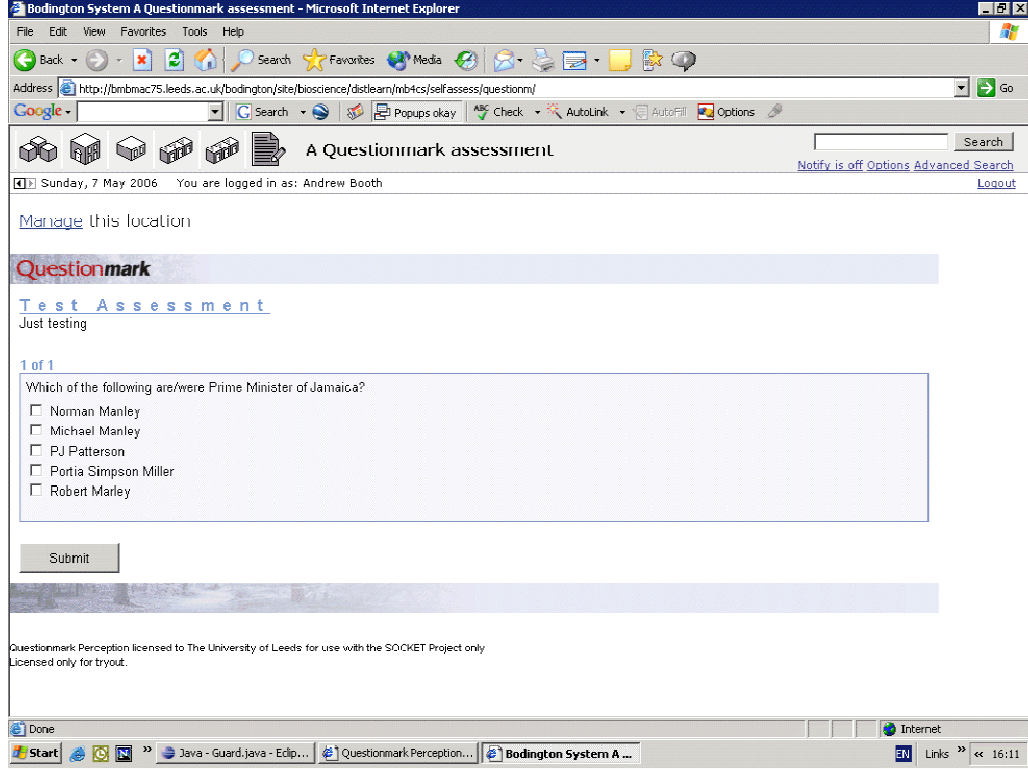 Bodington System A Questionmark assessment - Microsoft Internet Explorer
File Edit View Favorites Tools Help
Back Search Favorites Media
Address http://bmbmac75.leeds.ac.uk/bodington/site/bioscience/distlearn/mb4cs/selfassess/questionm/ Go
Google Search Popups okay ABC Check AutoLink AutoFill Options
A Questionmark assessment Search
Notify is off Options Advanced Search
Sunday, 7 May 2006 You are logged in as: Andrew Booth Logout
Manage this location
Questionmark
Test Assessment
Just testing
1 of 1
Which of the following are/were Prime Minister of Jamaica?
Norman Manley
Michael Manley
PJ Patterson
Portia Simpson Miller
Robert Marley
Submit
Questionmark Perception licensed to The University of Leeds for use with the SOCKET Project only
Licensed only for tryout.
Done Internet
Start » Java - Guard.java - Eclip... Questionmark Perception... Bodington System A ... EN Links » « 16:11